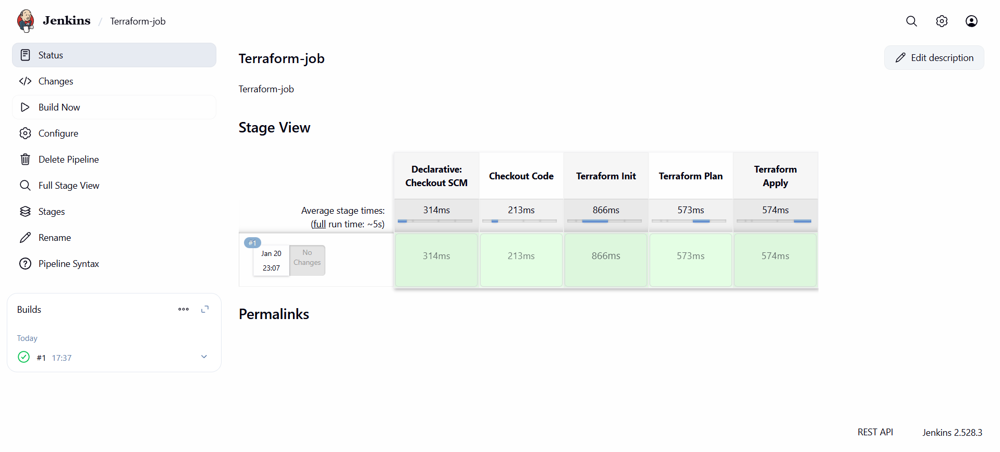 Jenkins / Terraform-job
Status
Changes
Build Now
Configure
Delete Pipeline
Full Stage View
Stages
Rename
Pipeline Syntax
Builds
Today
#1 17:37
Terraform-job
Edit description
Terraform-job
Stage View
Declarative:
Checkout SCM
Checkout Code
Terraform Init
Terraform Plan
Terraform
Apply
Average stage times:
(full run time: ~5s)
314ms
213ms
866ms
573ms
574ms
#1
Jan 20
23:07
No
Changes
314ms
213ms
866ms
573ms
574ms
Permalinks
REST API
Jenkins 2.528.3